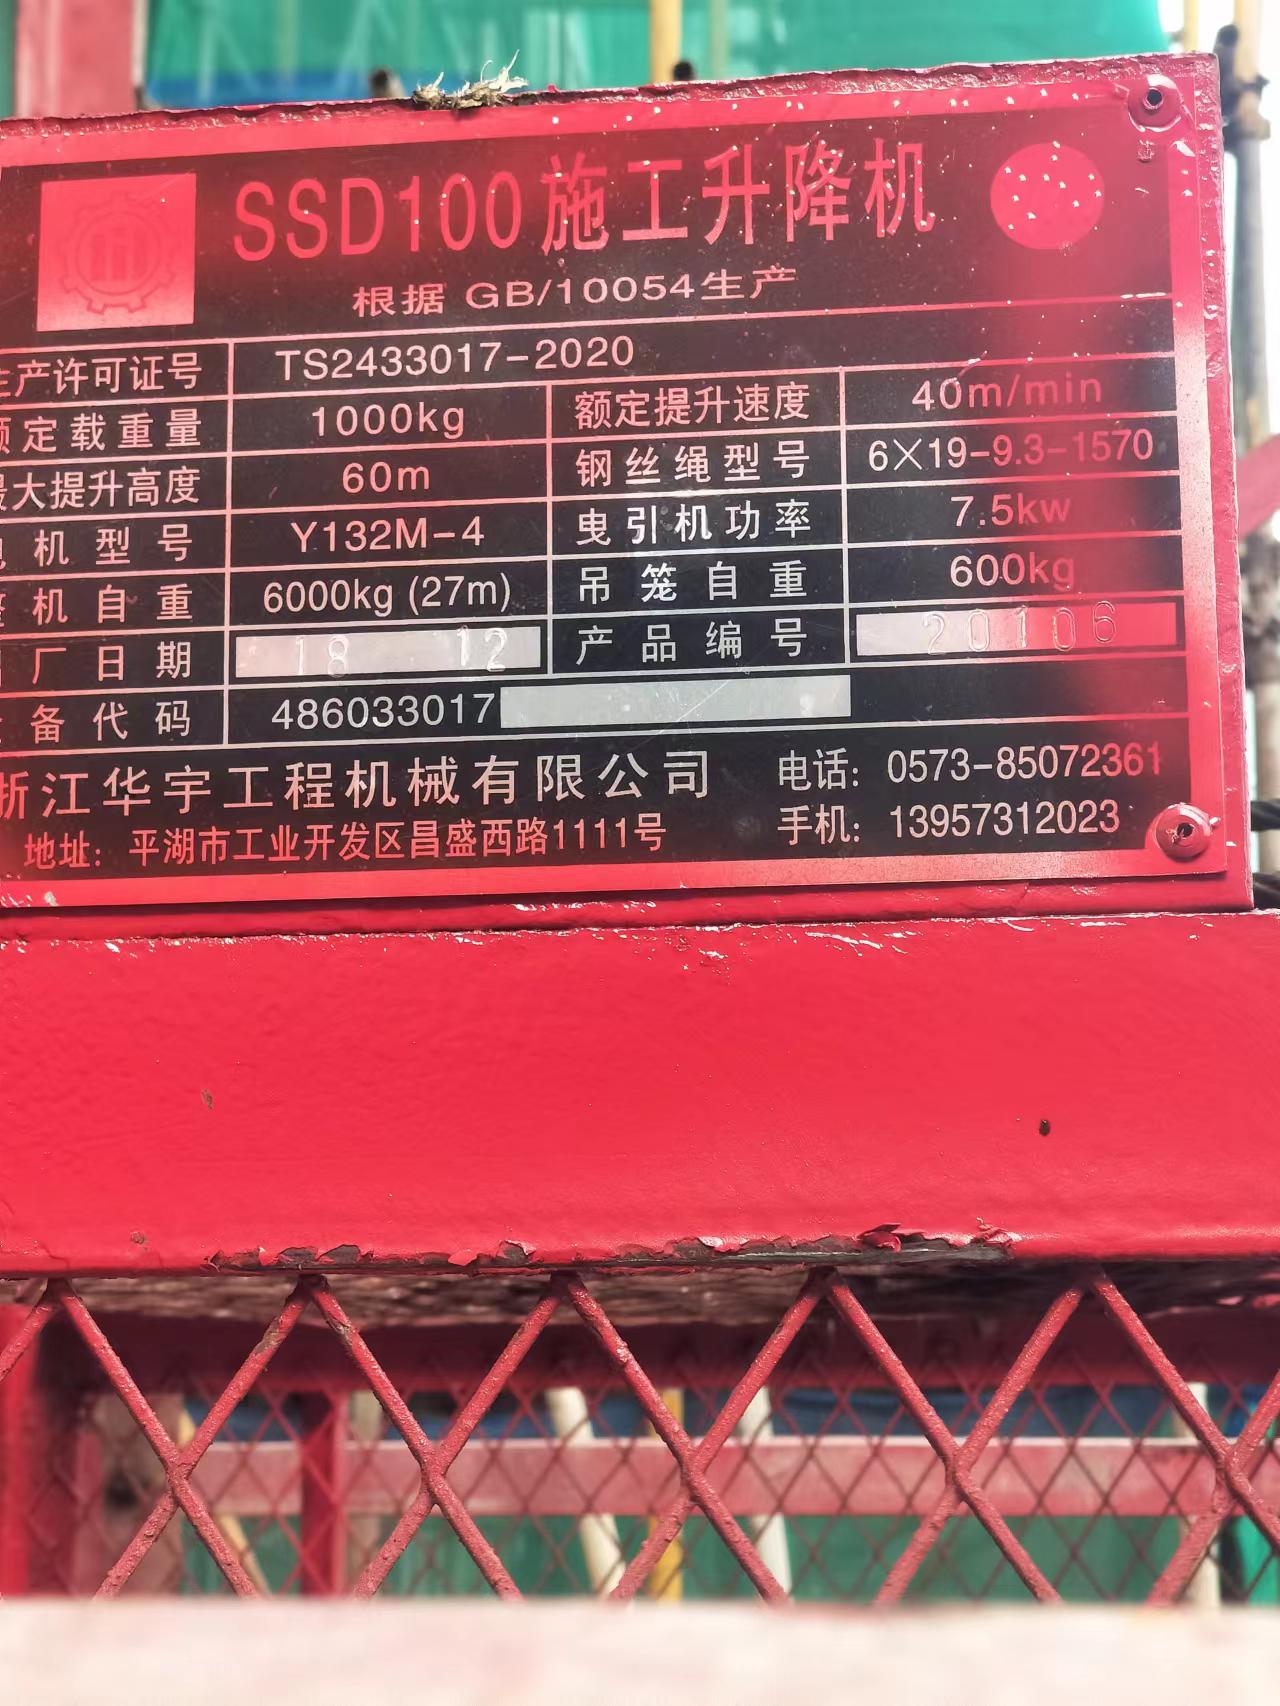 SSD100施工升降机
根据 GB/10054生产
生产许可证号 TS2433017-2020
额定载重量 1000kg 额定提升速度 40m/min
最大提升高度 60m 钢丝绳型号 6×19-9.3-1570
电机型号 Y132M-4 曳引机功率 7.5kw
整机自重 6000kg (27m) 吊笼自重 600kg
出厂日期 18 12 产品编号 20106
设备代码 486033017
浙江华宇工程机械有限公司 电话: 0573-85072361
地址: 平湖市工业开发区昌盛西路1111号 手机: 13957312023